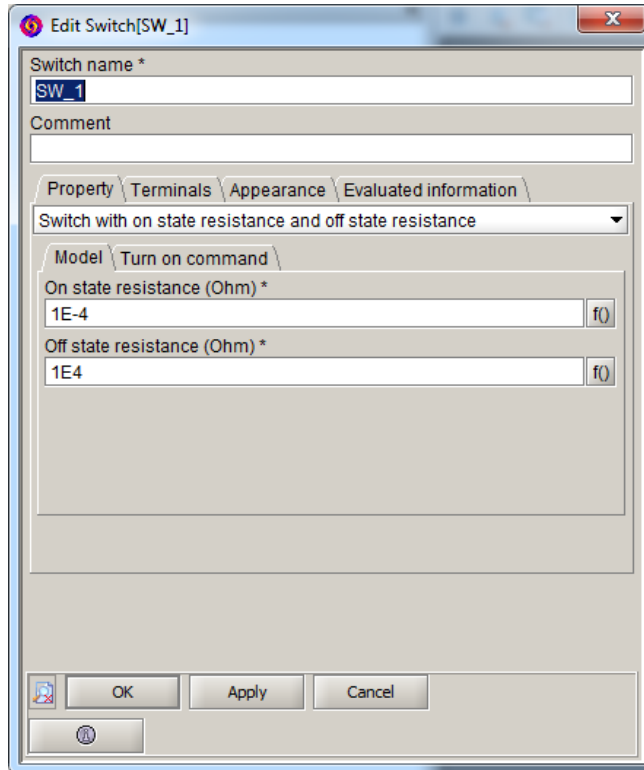 Edit Switch[SW_1]
Switch name *
SW_1
Comment
Property Terminals Appearance Evaluated information
Switch with on state resistance and off state resistance
Model Turn on command
On state resistance (Ohm) *
1E-4 f()
Off state resistance (Ohm) *
1E4 f()
OK Apply Cancel